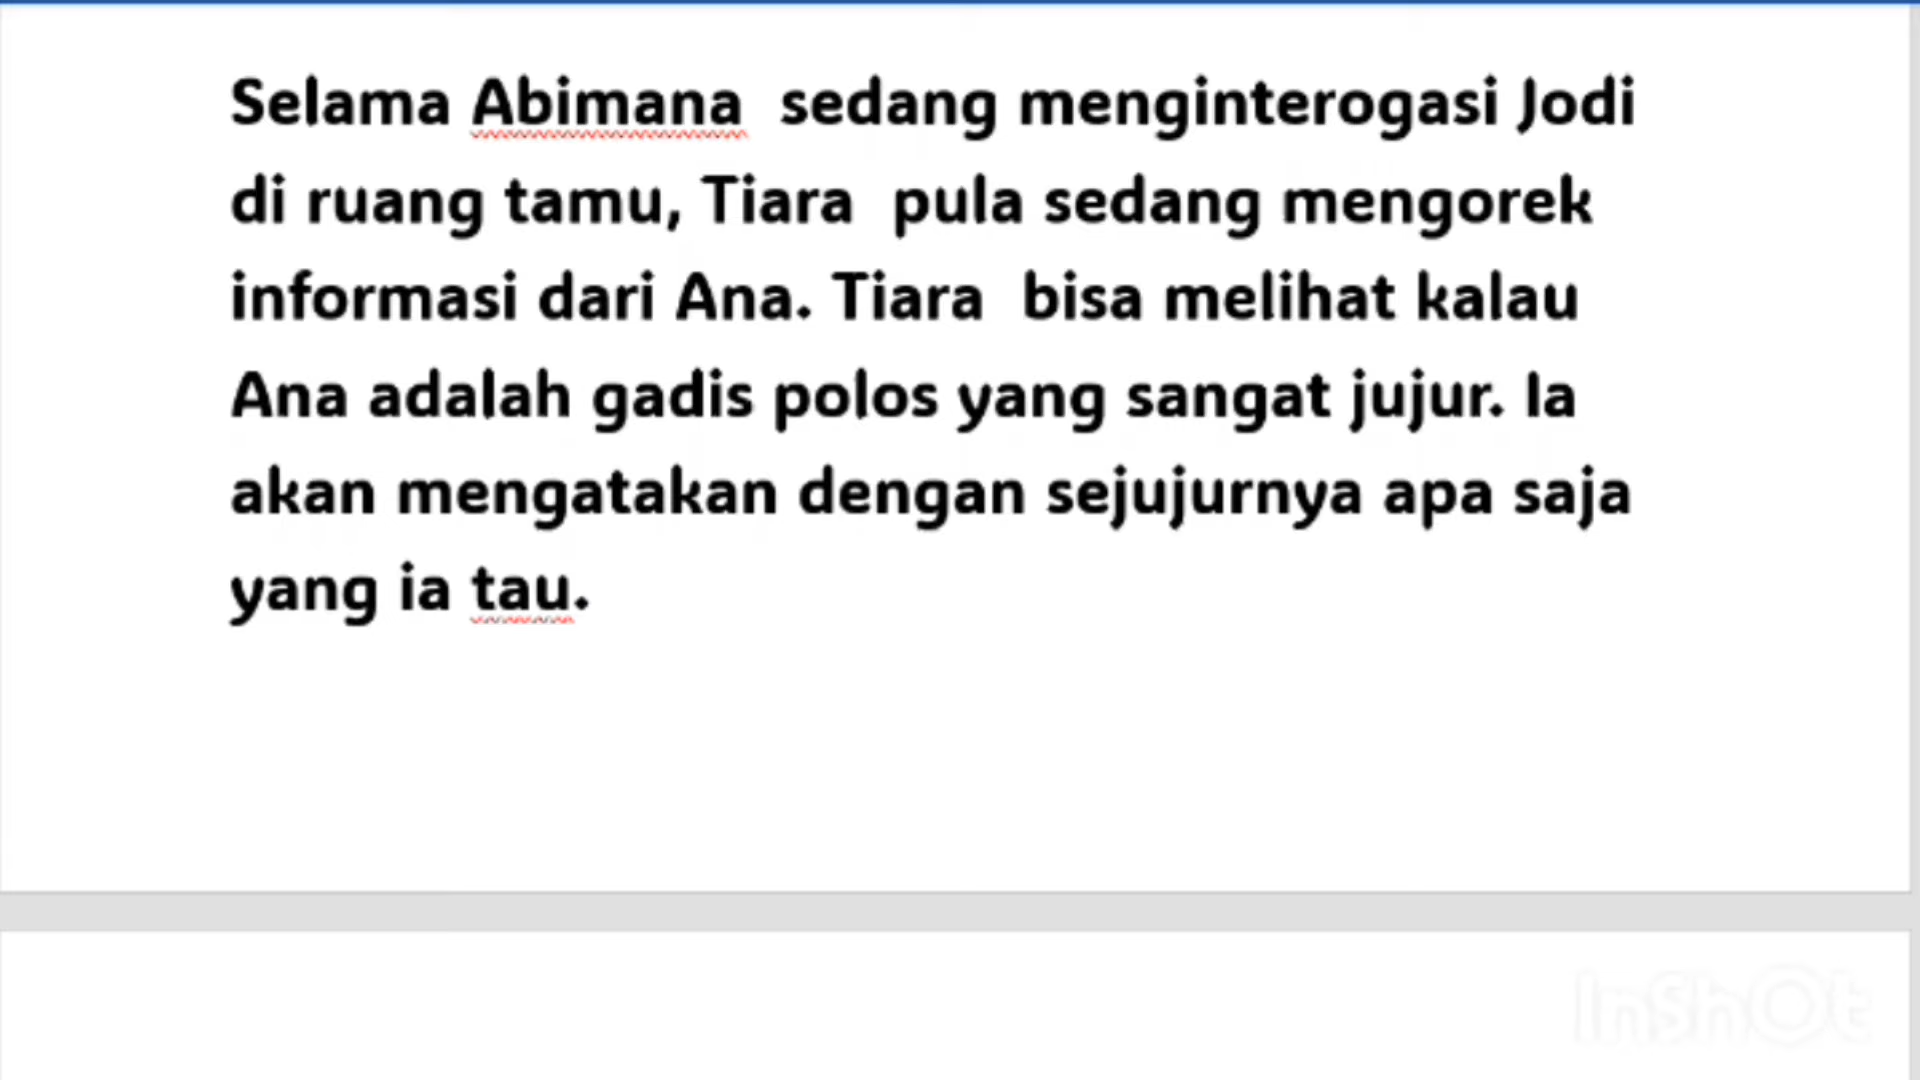 Selama Abimana  sedang menginterogasi Jodi
di ruang tamu, Tiara  pula sedang mengorek
informasi dari Ana. Tiara  bisa melihat kalau
Ana adalah gadis polos yang sangat jujur. Ia
akan mengatakan dengan sejujurnya apa saja
yang ia tau.
InShOt